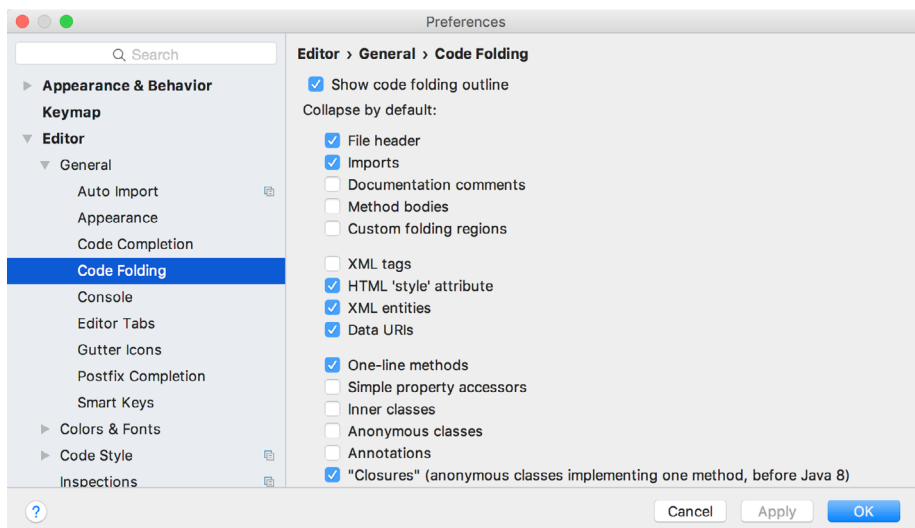 Preferences
Search
Appearance & Behavior
Keymap
Editor
General
Auto Import
Appearance
Code Completion
Code Folding
Console
Editor Tabs
Gutter Icons
Postfix Completion
Smart Keys
Colors & Fonts
Code Style
Inspections
Editor › General › Code Folding
Show code folding outline
Collapse by default:
File header
Imports
Documentation comments
Method bodies
Custom folding regions
XML tags
HTML 'style' attribute
XML entities
Data URIs
One-line methods
Simple property accessors
Inner classes
Anonymous classes
Annotations
"Closures" (anonymous classes implementing one method, before Java 8)
?
Cancel
Apply
OK